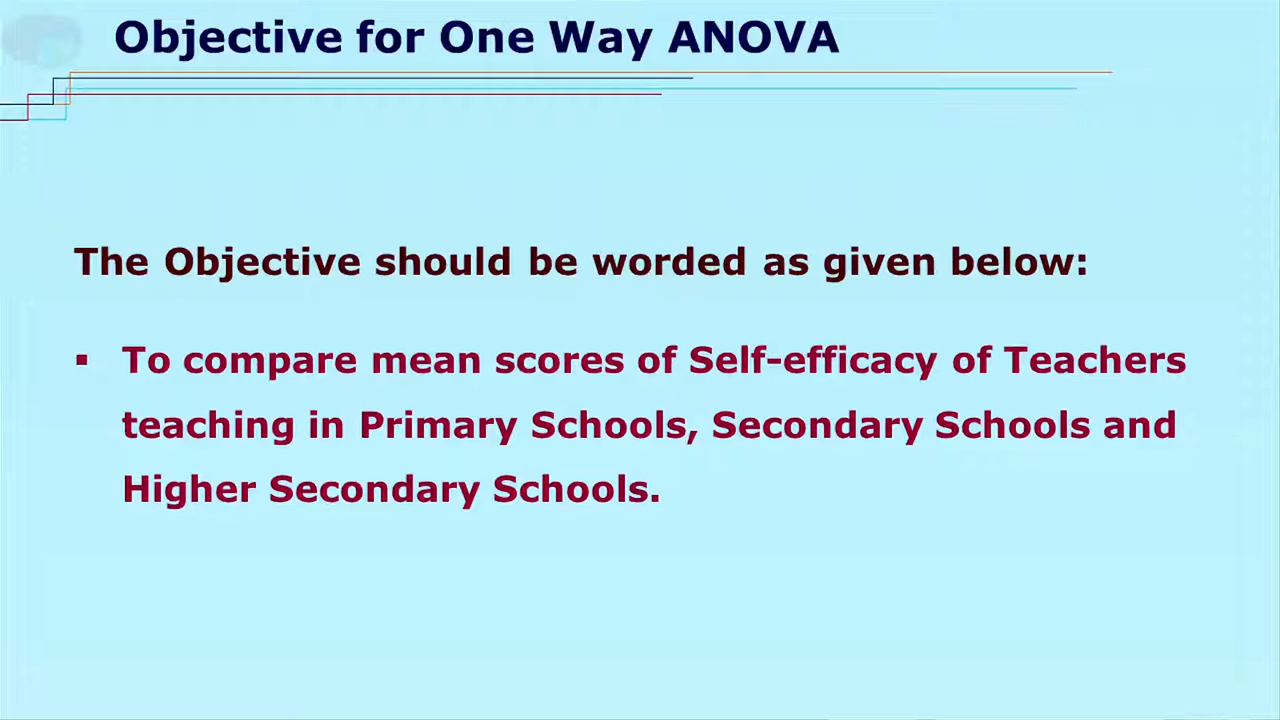 Objective for One Way ANOVA
The Objective should be worded as given below:
▪ To compare mean scores of Self-efficacy of Teachers
teaching in Primary Schools, Secondary Schools and
Higher Secondary Schools.